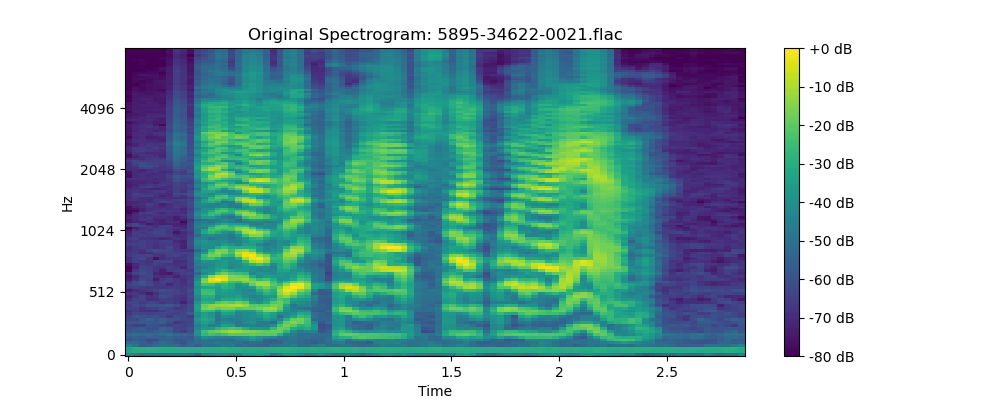 Original Spectrogram: 5895-34622-0021.flac
Hz
4096
2048
1024
512
0
0
0.5
1
1.5
2
2.5
Time
+0 dB
-10 dB
-20 dB
-30 dB
-40 dB
-50 dB
-60 dB
-70 dB
-80 dB